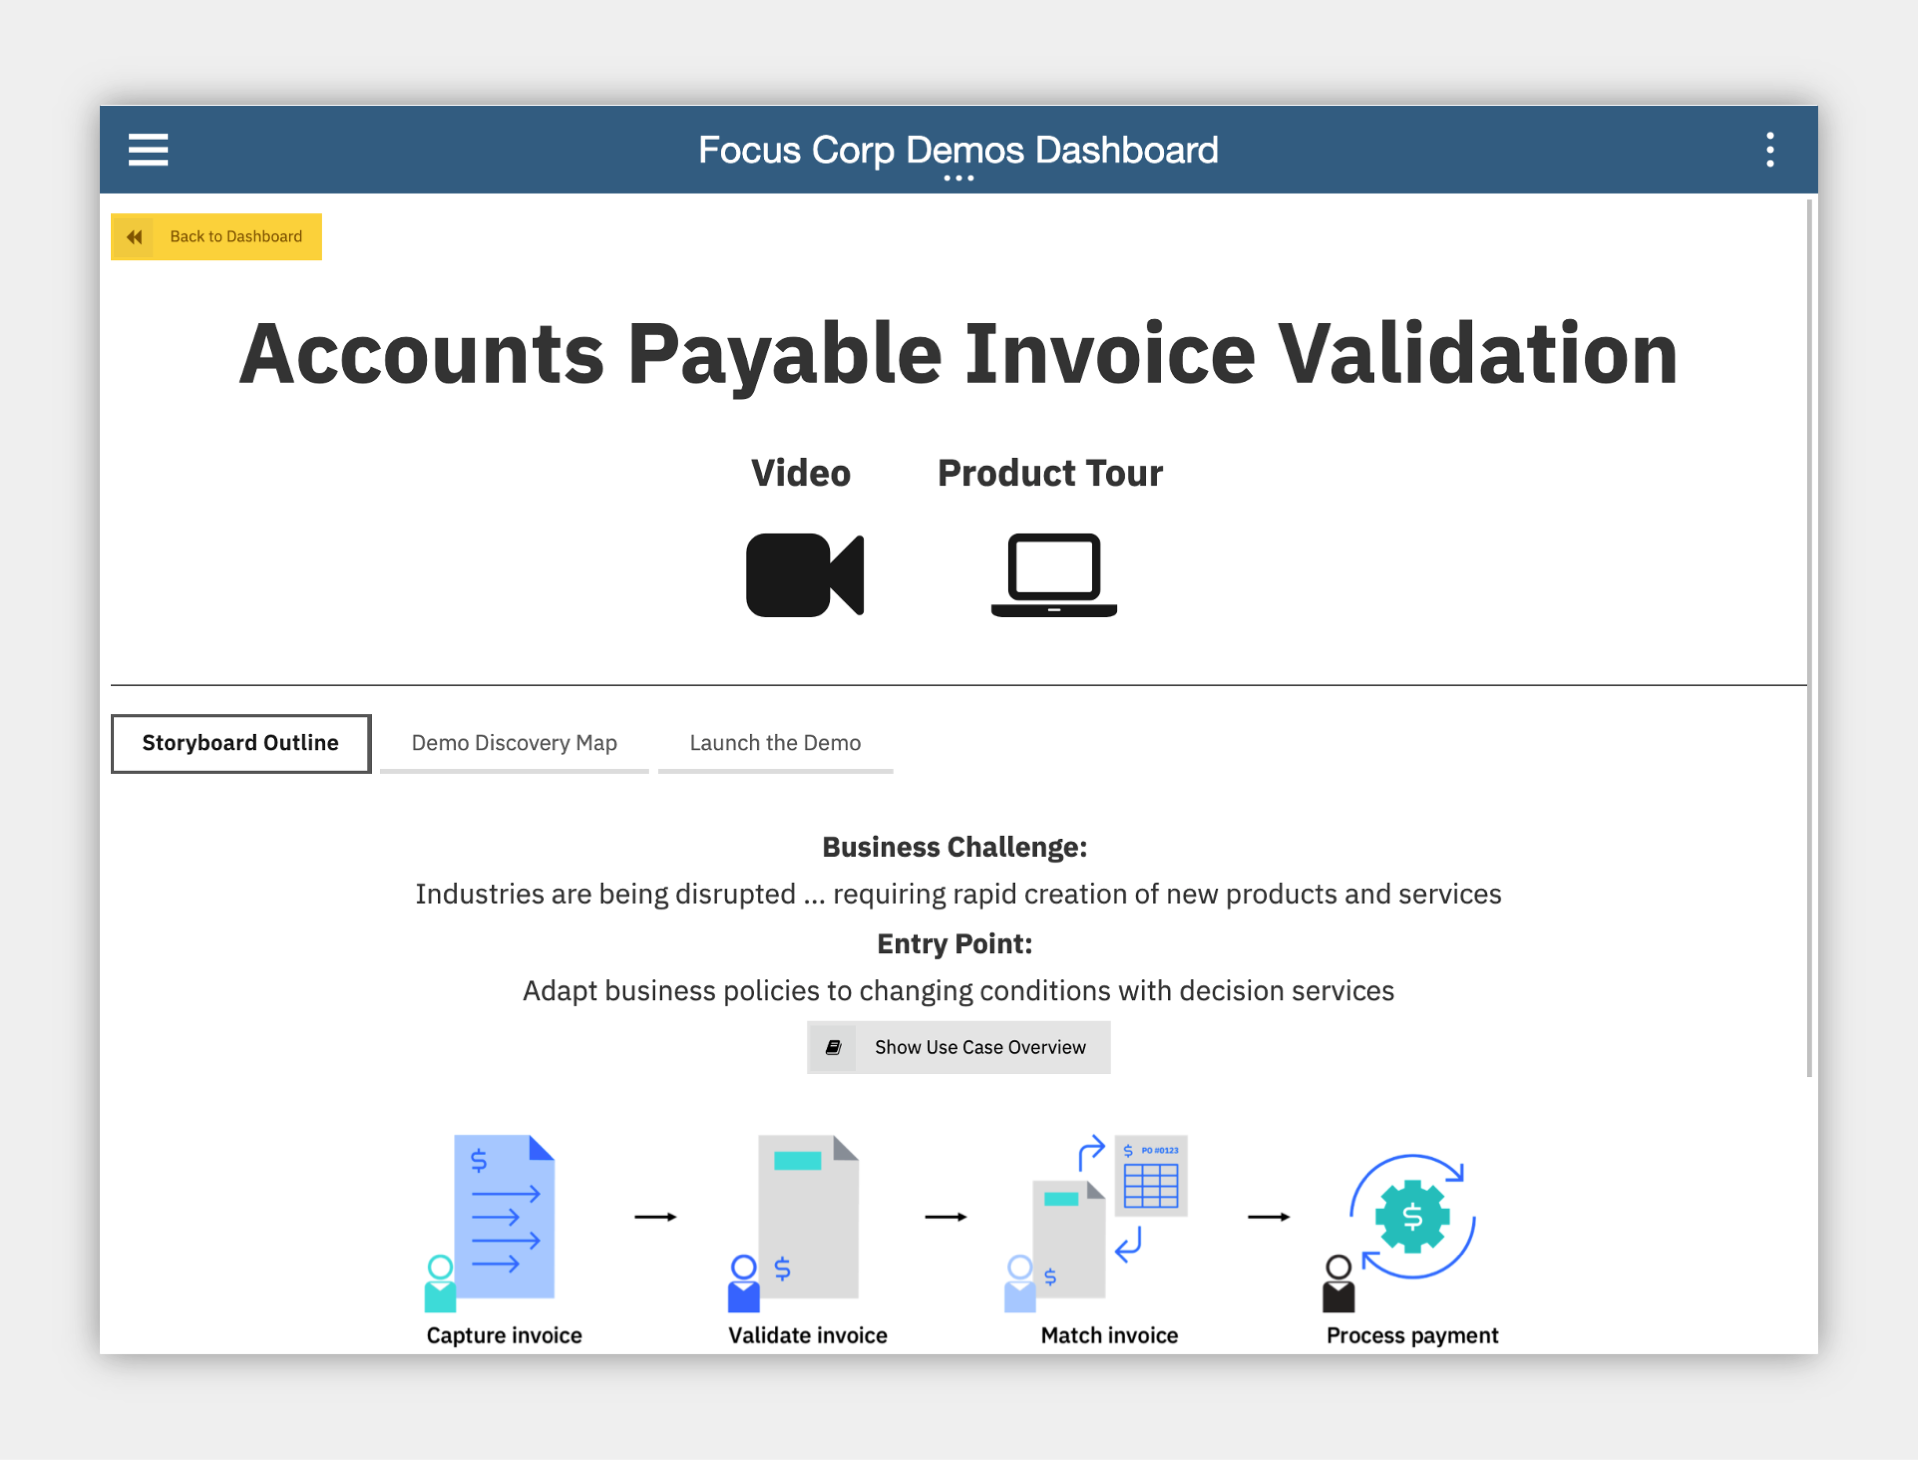 Focus Corp Demos Dashboard
Back to Dashboard
Accounts Payable Invoice Validation
Video Product Tour
Storyboard Outline Demo Discovery Map Launch the Demo
Business Challenge:
Industries are being disrupted ... requiring rapid creation of new products and services
Entry Point:
Adapt business policies to changing conditions with decision services
Show Use Case Overview
$ $ PO #0123
$
$ $
Capture invoice Validate invoice Match invoice Process payment